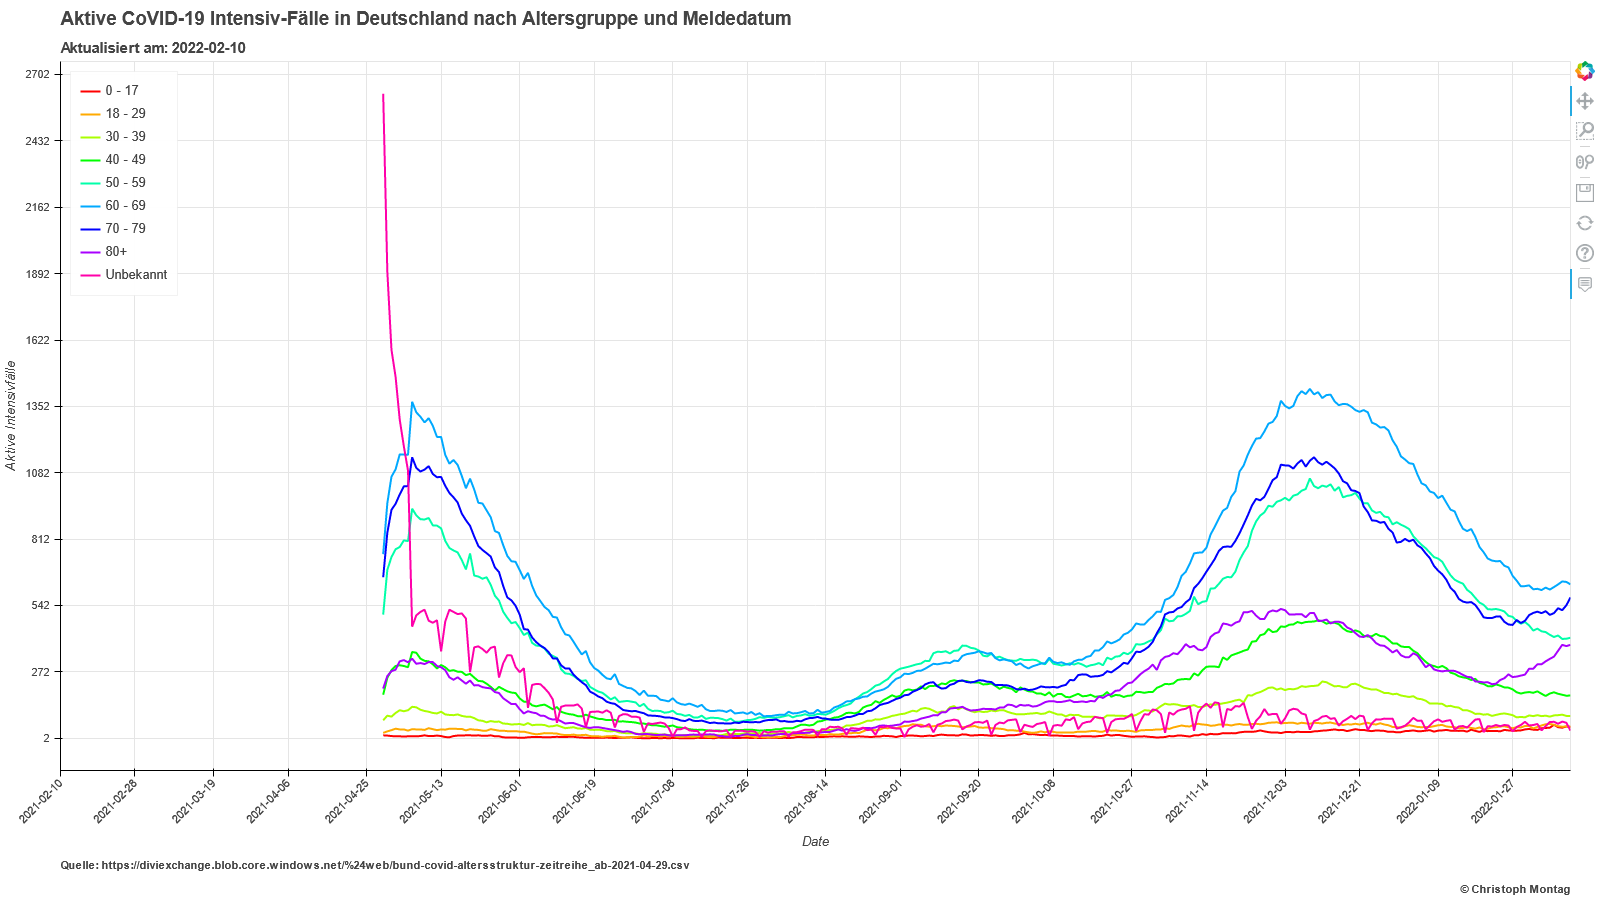 Aktive CoVID-19 Intensiv-Fälle in Deutschland nach Altersgruppe und Meldedatum
Aktualisiert am: 2022-02-10
0 - 17
18 - 29
30 - 39
40 - 49
50 - 59
60 - 69
70 - 79
80+
Unbekannt
2702
2432
2162
1892
1622
1352
1082
812
542
272
2
Aktive Intensivfälle
2021-02-10
2021-02-28
2021-03-19
2021-04-06
2021-04-25
2021-05-13
2021-06-01
2021-06-19
2021-07-08
2021-07-26
2021-08-14
2021-09-01
2021-09-20
2021-10-08
2021-10-27
2021-11-14
2021-12-03
2021-12-21
2022-01-09
2022-01-27
Date
Quelle: https://diviexchange.blob.core.windows.net/%24web/bund-covid-altersstruktur-zeitreihe_ab-2021-04-29.csv
© Christoph Montag